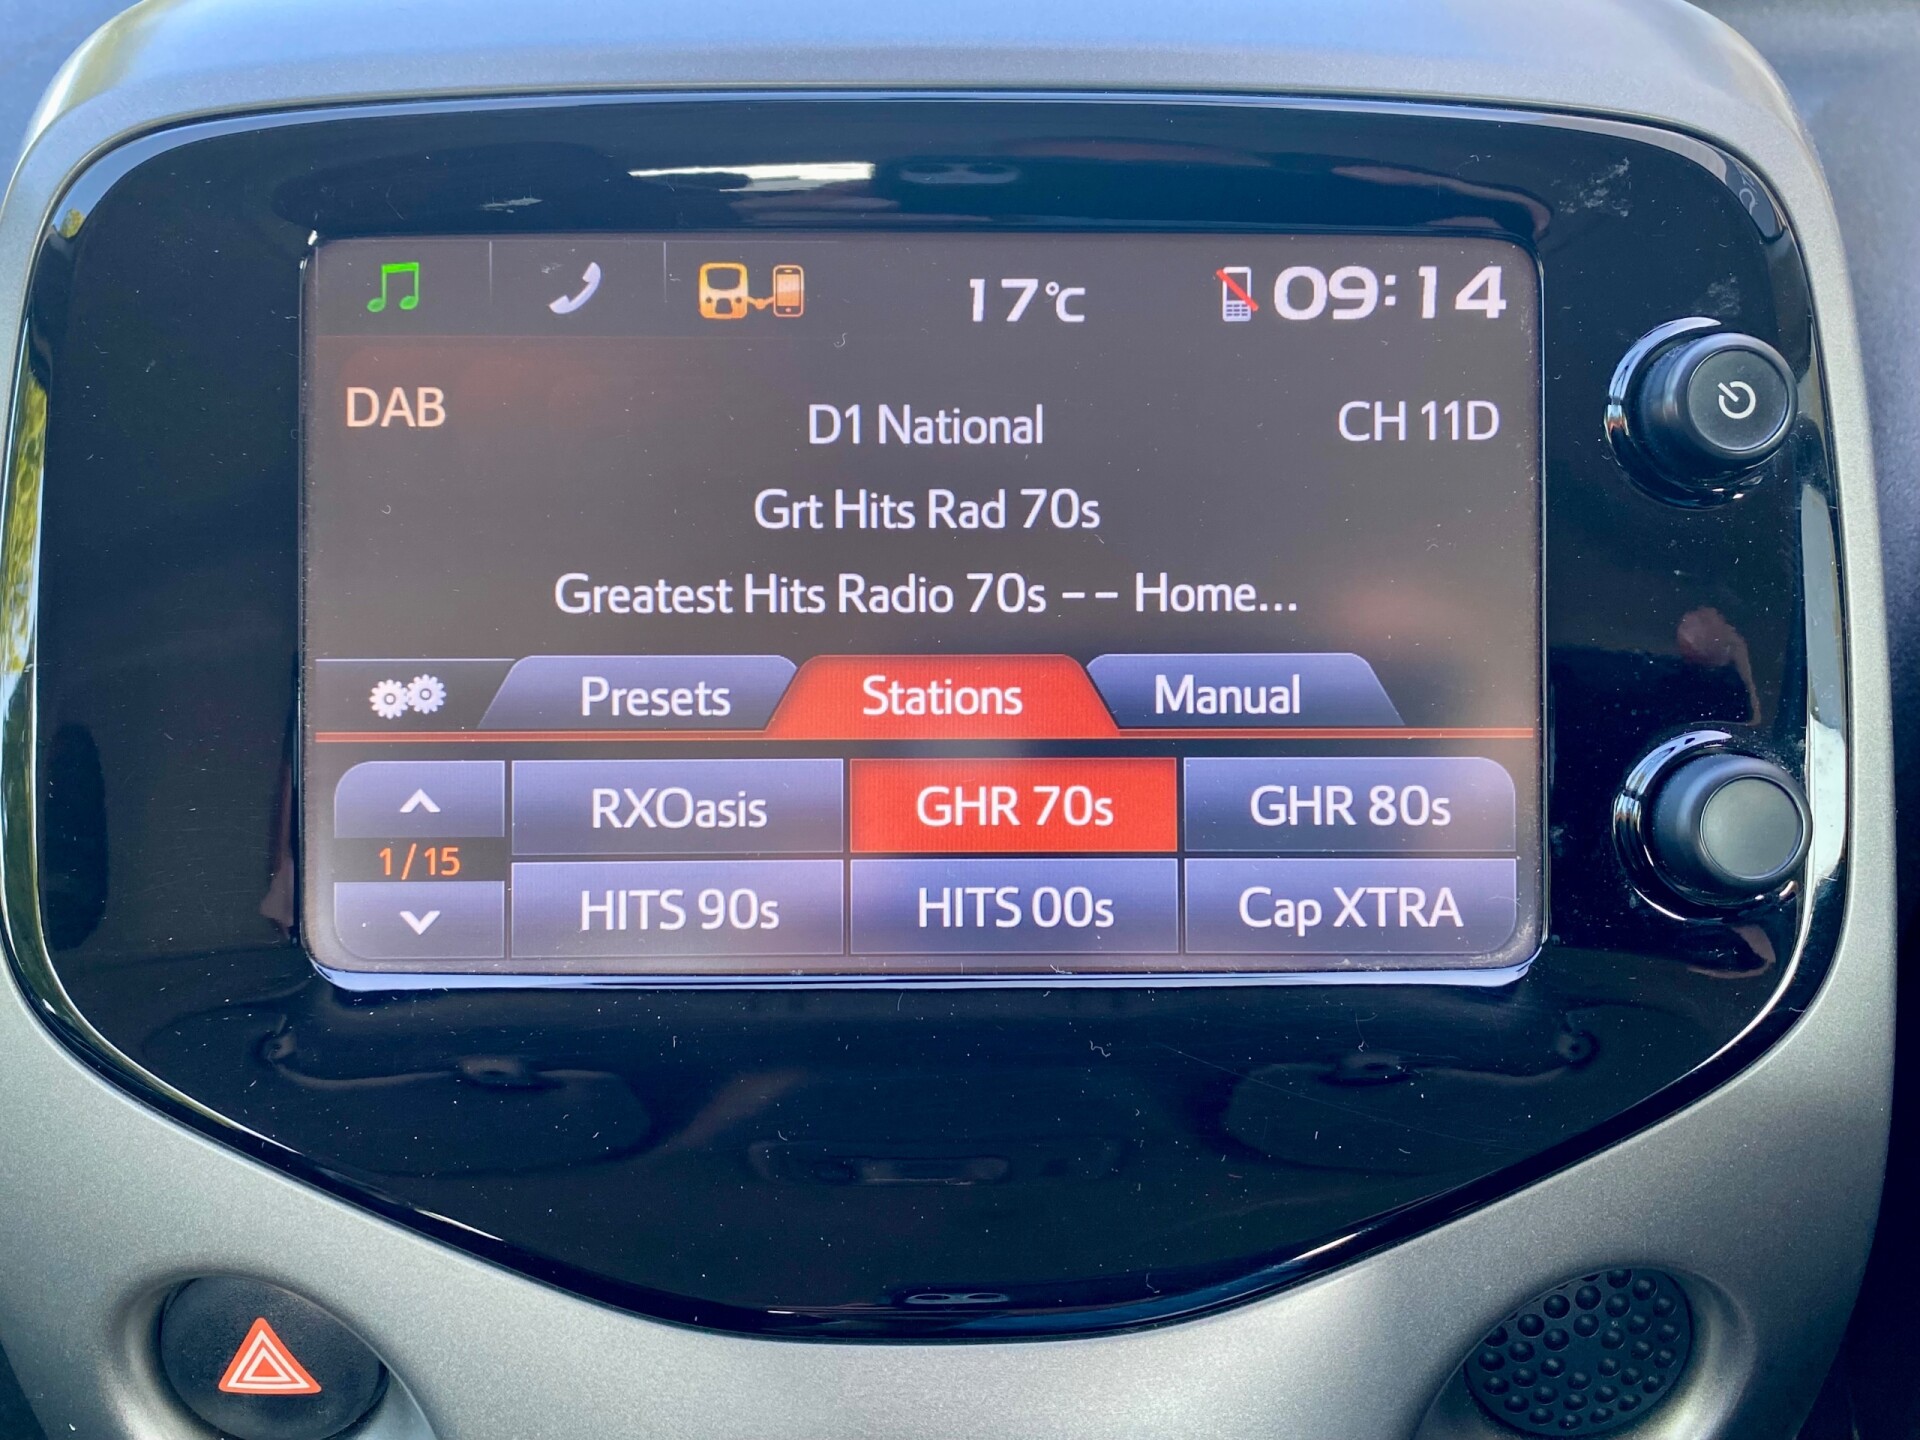 17°C 09:14
DAB D1 National CH 11D
Grt Hits Rad 70s
Greatest Hits Radio 70s -- Home...
Presets Stations Manual
RXOasis GHR 70s GHR 80s
1/15
HITS 90s HITS 00s Cap XTRA